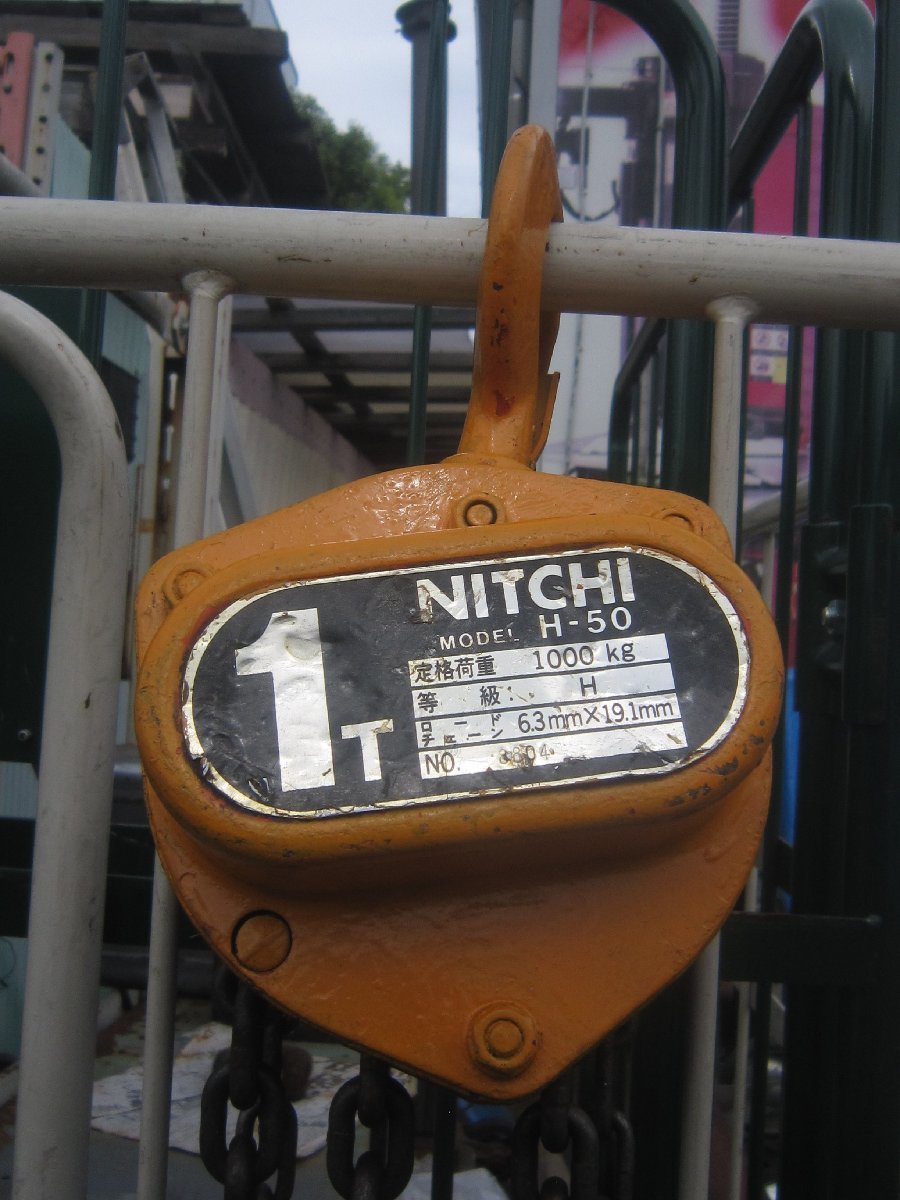 1T
NITCHI
MODEL H-50
定格荷重 1000 kg
等 級: H
ロードチェーン 6.3mm×19.1mm
NO.